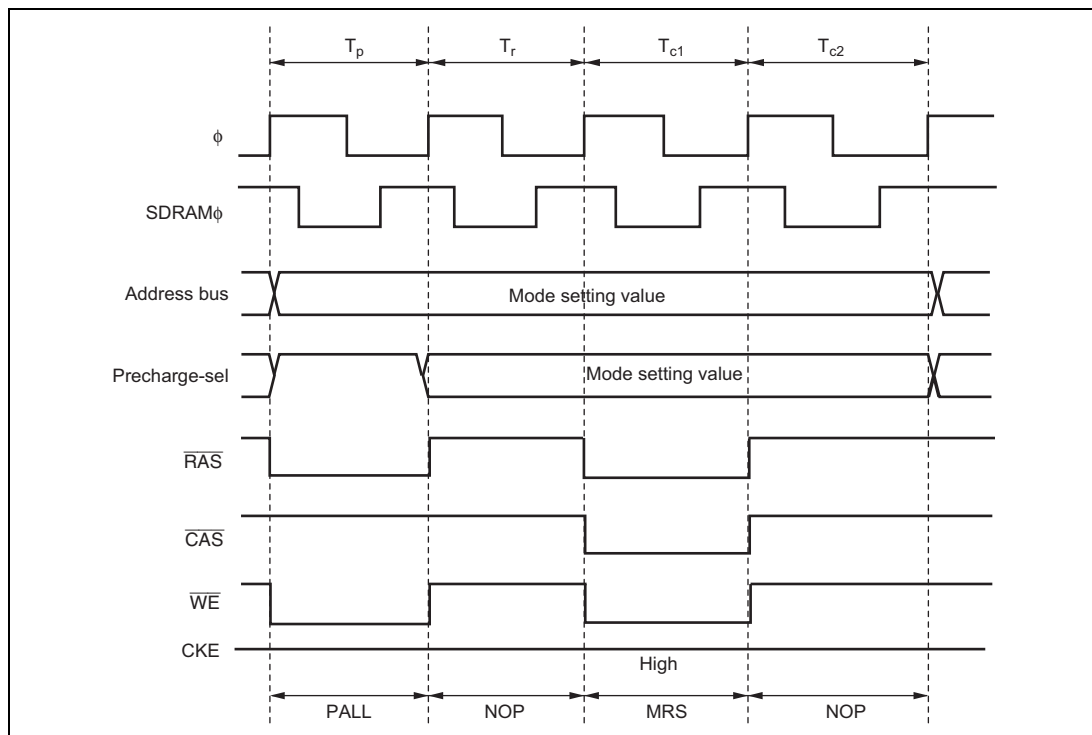 Tp Tr Tc1 Tc2
ϕ
SDRAMϕ
Address bus Mode setting value
Precharge-sel Mode setting value
RAS
CAS
WE
CKE
High
PALL NOP MRS NOP